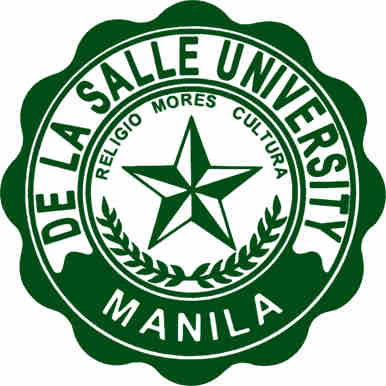 DE LA SALLE UNIVERSITY
RELIGIO MORES CULTURA
MANILA